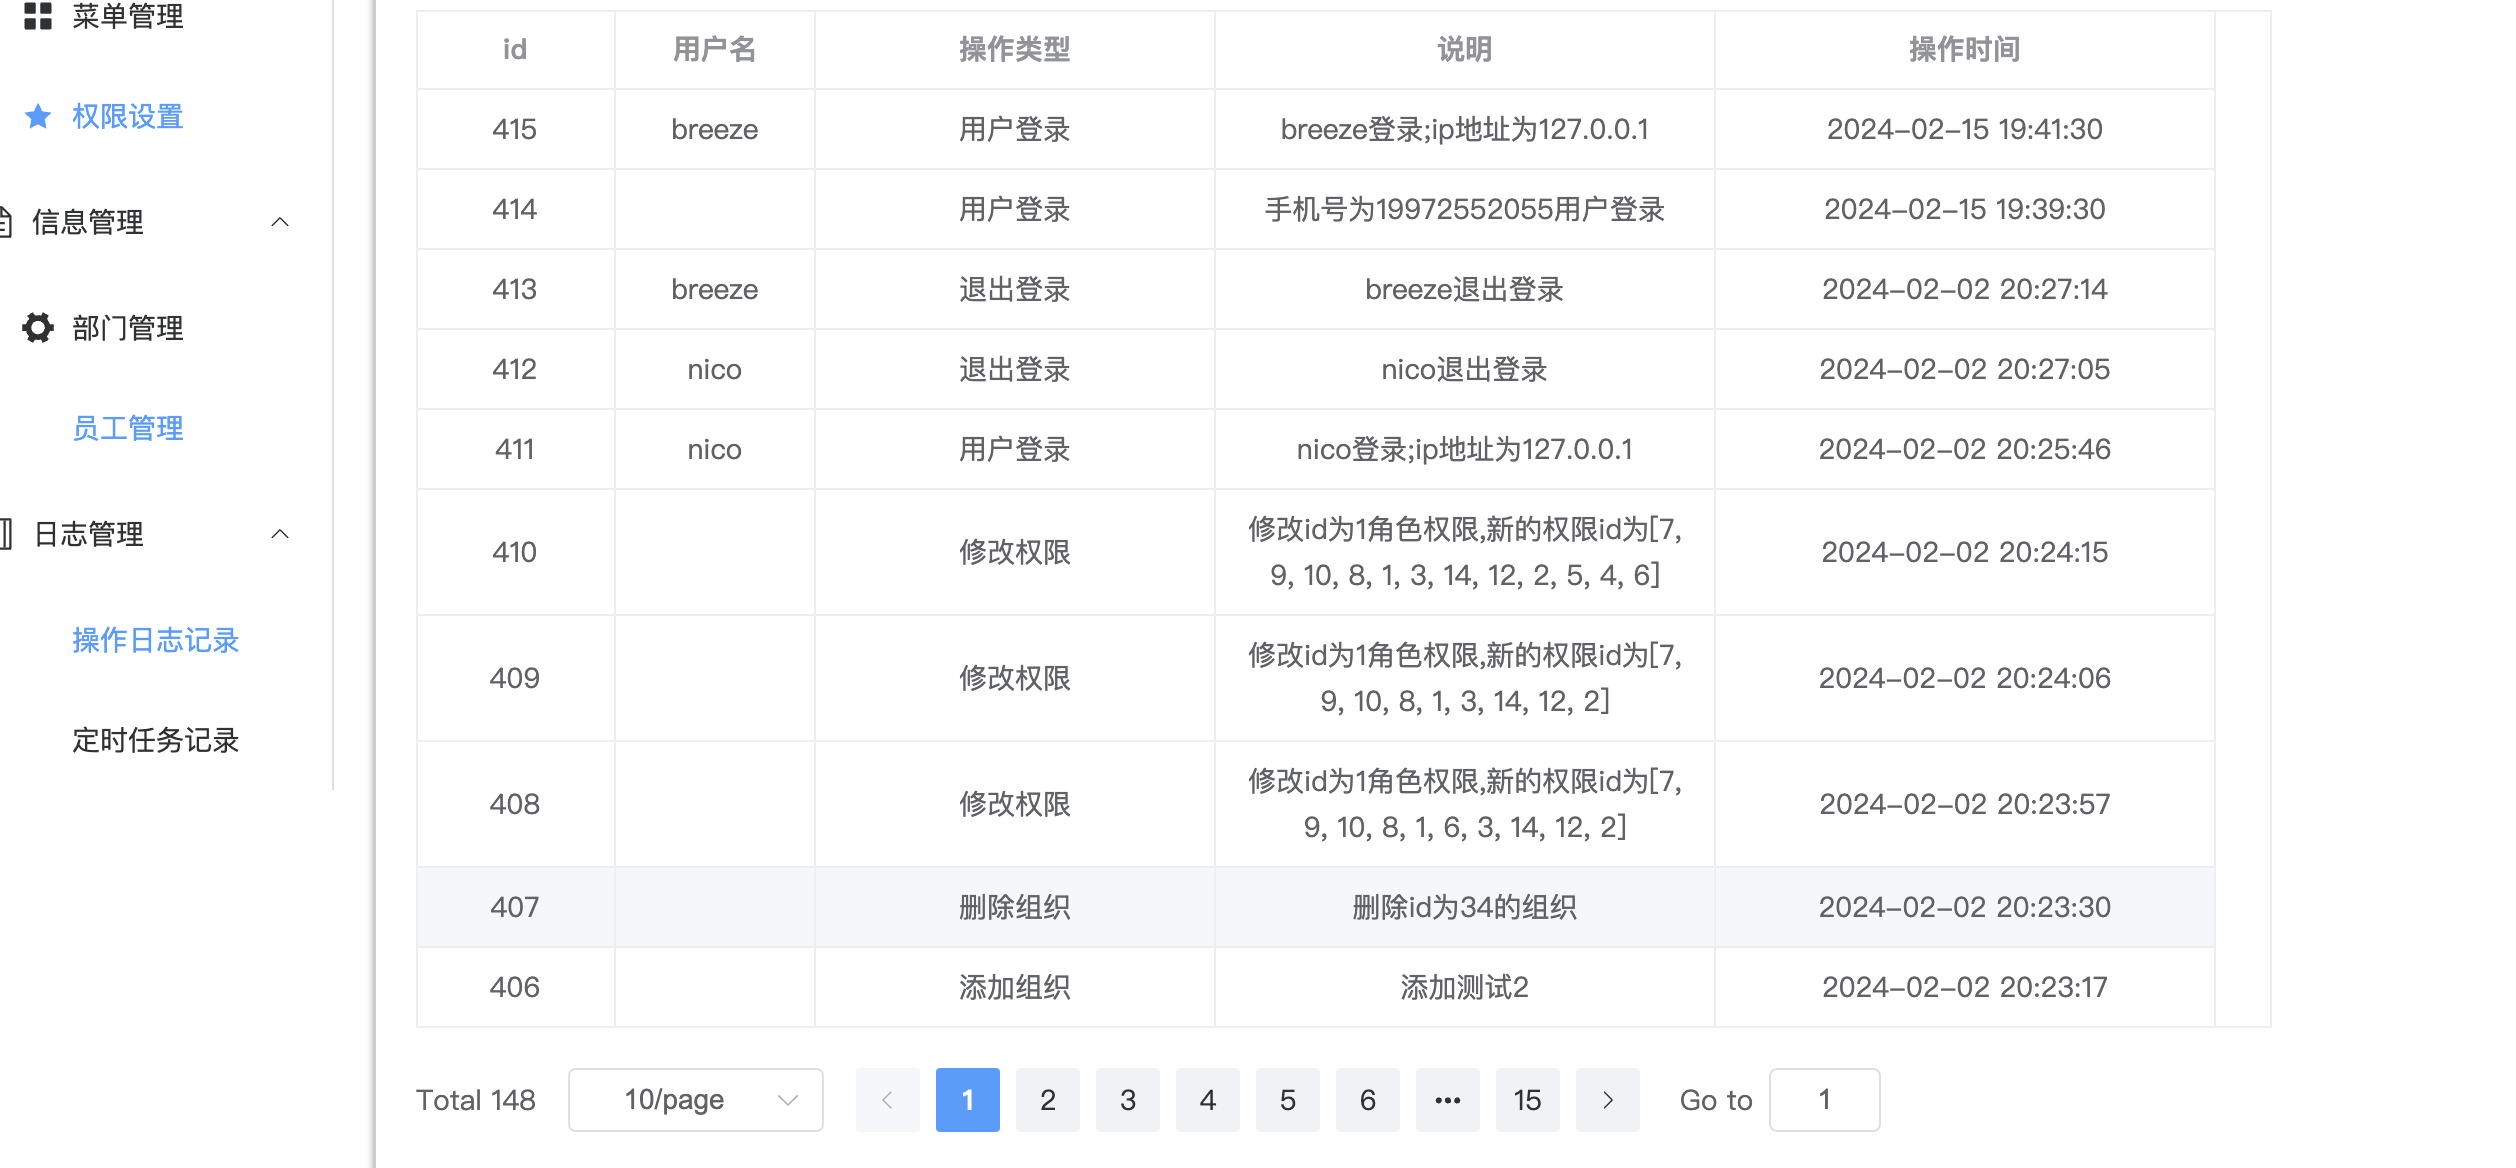 菜单管理
权限设置
信息管理
部门管理
员工管理
日志管理
操作日志记录
定时任务记录
id 用户名 操作类型 说明 操作时间
415 breeze 用户登录 breeze登录;ip地址为127.0.0.1 2024-02-15 19:41:30
414 用户登录 手机号为19972552055用户登录 2024-02-15 19:39:30
413 breeze 退出登录 breeze退出登录 2024-02-02 20:27:14
412 nico 退出登录 nico退出登录 2024-02-02 20:27:05
411 nico 用户登录 nico登录;ip地址为127.0.0.1 2024-02-02 20:25:46
410 修改权限 修改id为1角色权限,新的权限id为[7,
9, 10, 8, 1, 3, 14, 12, 2, 5, 4, 6] 2024-02-02 20:24:15
409 修改权限 修改id为1角色权限,新的权限id为[7,
9, 10, 8, 1, 3, 14, 12, 2] 2024-02-02 20:24:06
408 修改权限 修改id为1角色权限,新的权限id为[7,
9, 10, 8, 1, 6, 3, 14, 12, 2] 2024-02-02 20:23:57
407 删除组织 删除id为34的组织 2024-02-02 20:23:30
406 添加组织 添加测试2 2024-02-02 20:23:17
Total 148 10/page 1 2 3 4 5 6 ••• 15 Go to 1